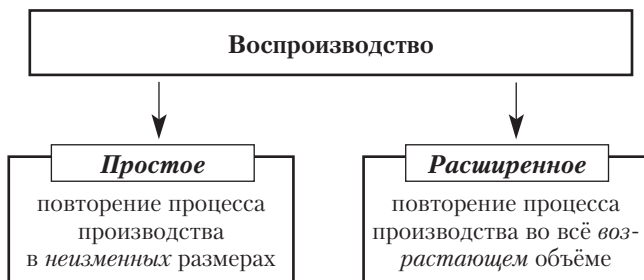 Воспроизводство
Простое
повторение процесса
производства
в неизменных размерах
Расширенное
повторение процесса
производства во всё воз-
растающем объёме